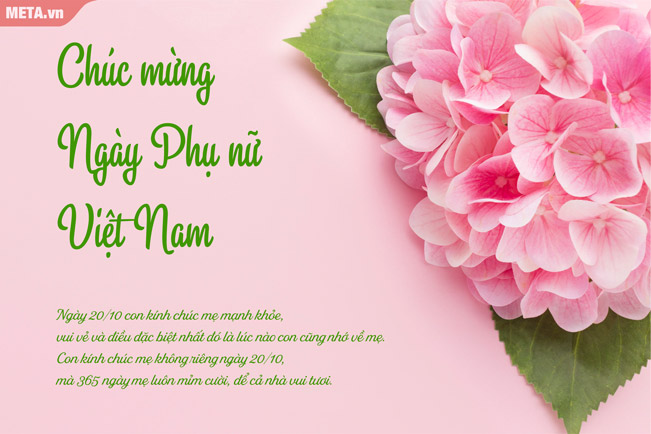 META.vn
Chúc mừng
Ngày Phụ nữ
Việt Nam
Ngày 20/10 con kính chúc mẹ mạnh khỏe,
vui vẻ và điều đặc biệt nhất đó là lúc nào con cũng nhớ về mẹ.
Con kính chúc mẹ không riêng ngày 20/10,
mà 365 ngày mẹ luôn mỉm cười, để cả nhà vui tươi.